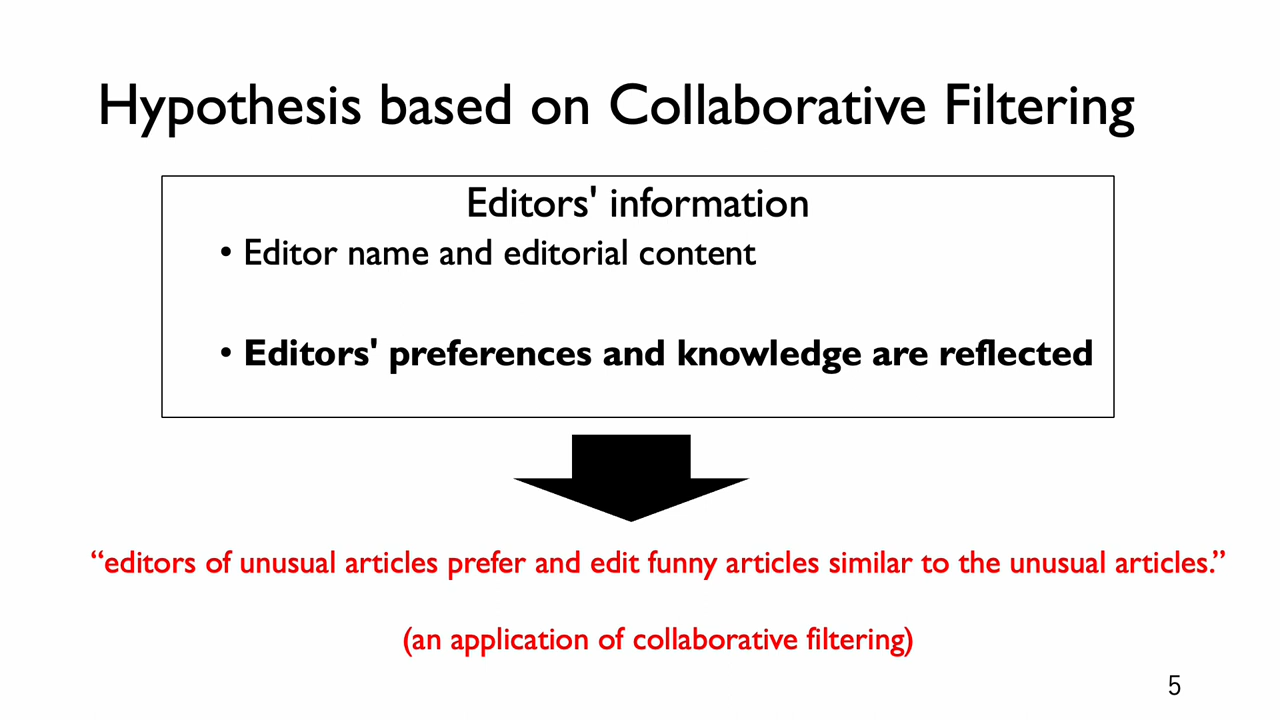 Hypothesis based on Collaborative Filtering
Editors' information
• Editor name and editorial content
• Editors' preferences and knowledge are reflected
“editors of unusual articles prefer and edit funny articles similar to the unusual articles.”
(an application of collaborative filtering)
5